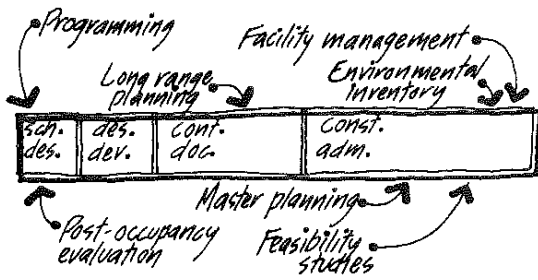 Programming
Facility management
Long range
planning
Environmental
inventory
sch.
des.
des.
dev.
cont.
doc.
const.
adm.
Master planning
Post-occupancy
evaluation
Feasibility
studies